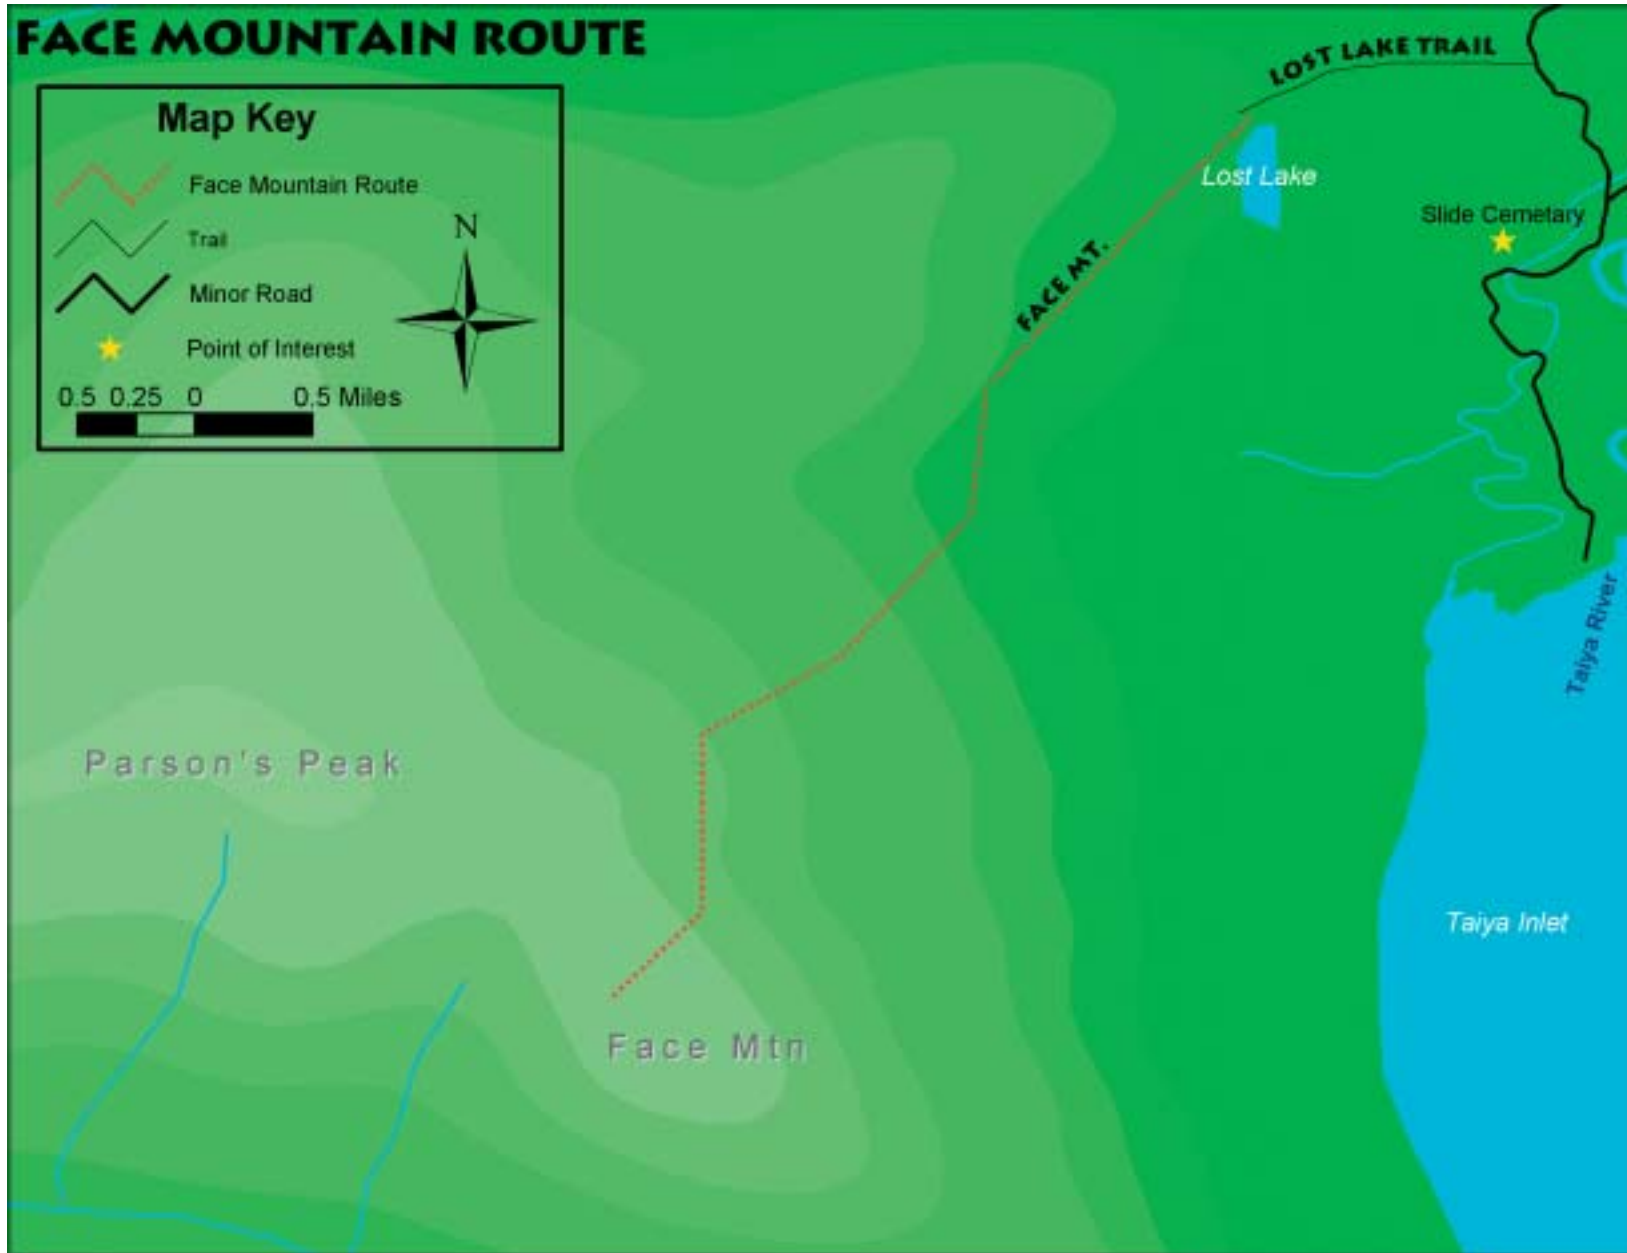 FACE MOUNTAIN ROUTE
LOST LAKE TRAIL
Map Key
Face Mountain Route
Trail
Minor Road
Point of Interest
N
0.5 0.25 0 0.5 Miles
Lost Lake
Slide Cemetary
FACE MT.
Taiya River
Parson's Peak
Taiya Inlet
Face Mtn